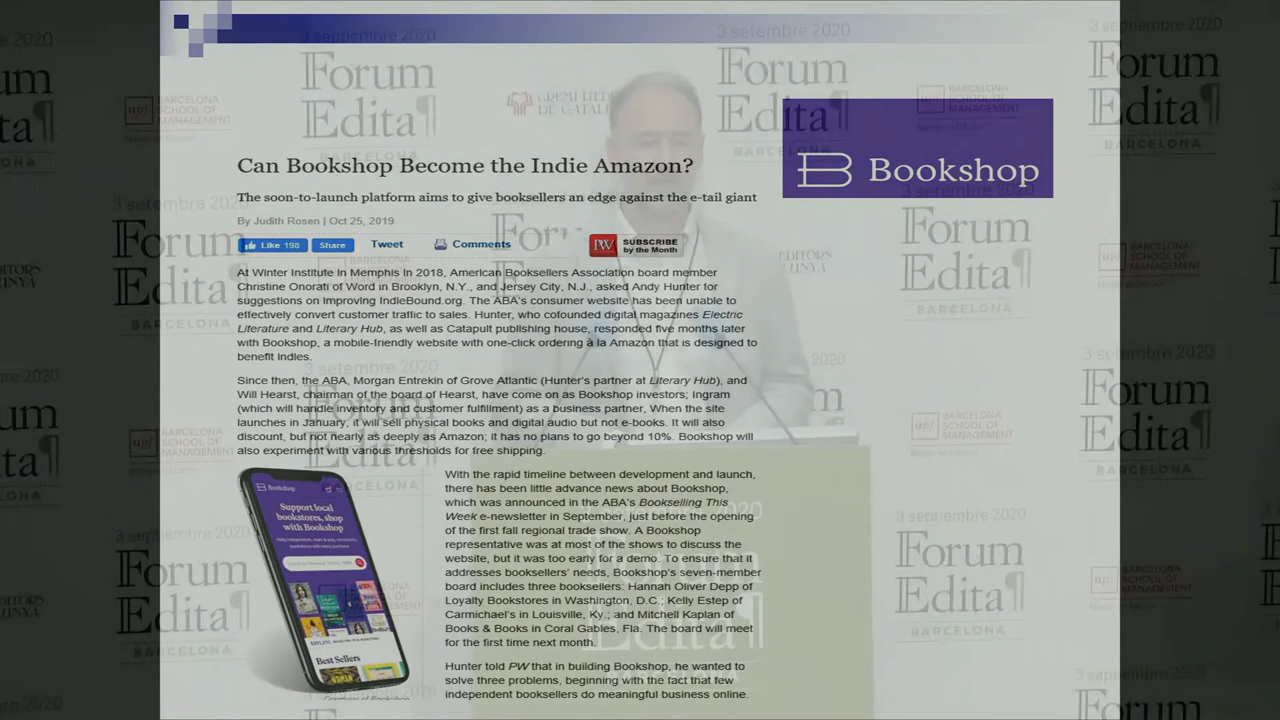 3 septiembre 2020
3 setembre 2020
Forum
Edita¶
BARCELONA
upf.
BARCELONA
SCHOOL OF
MANAGEMENT
Bookshop
Can Bookshop Become the Indie Amazon?
The soon-to-launch platform aims to give booksellers an edge against the e-tail giant
By Judith Rosen | Oct 25, 2019
Like 198 Share Tweet Comments
PW SUBSCRIBE
by the Month
At Winter Institute in Memphis in 2018, American Booksellers Association board member
Christine Onorati of Word in Brooklyn, N.Y., and Jersey City, N.J., asked Andy Hunter for
suggestions on improving IndieBound.org. The ABA's consumer website has been unable to
effectively convert customer traffic to sales. Hunter, who cofounded digital magazines Electric
Literature and Literary Hub, as well as Catapult publishing house, responded five months later
with Bookshop, a mobile-friendly website with one-click ordering à la Amazon that is designed to
benefit indies.
Since then, the ABA, Morgan Entrekin of Grove Atlantic (Hunter's partner at Literary Hub), and
Will Hearst, chairman of the board of Hearst, have come on as Bookshop investors; Ingram
(which will handle inventory and customer fulfillment) as a business partner. When the site
launches in January, it will sell physical books and digital audio but not e-books. It will also
discount, but not nearly as deeply as Amazon; it has no plans to go beyond 10%. Bookshop will
also experiment with various thresholds for free shipping.
With the rapid timeline between development and launch,
there has been little advance news about Bookshop,
which was announced in the ABA's Bookselling This
Week e-newsletter in September, just before the opening
of the first fall regional trade show. A Bookshop
representative was at most of the shows to discuss the
website, but it was too early for a demo. To ensure that it
addresses booksellers' needs, Bookshop's seven-member
board includes three booksellers: Hannah Oliver Depp of
Loyalty Bookstores in Washington, D.C.; Kelly Estep of
Carmichael's in Louisville, Ky.; and Mitchell Kaplan of
Books & Books in Coral Gables, Fla. The board will meet
for the first time next month.
Hunter told PW that in building Bookshop, he wanted to
solve three problems, beginning with the fact that few
independent booksellers do meaningful business online.
Bookshop
Support local
bookstores, shop
with Bookshop
Best Sellers